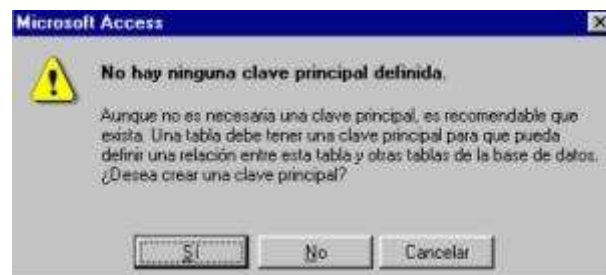 Microsoft Access
No hay ninguna clave principal definida.
Aunque no es necesaria una clave principal, es recomendable que
exista. Una tabla debe tener una clave principal para que pueda
definir una relación entre esta tabla y otras tablas de la base de datos.
¿Desea crear una clave principal?
Sí No Cancelar